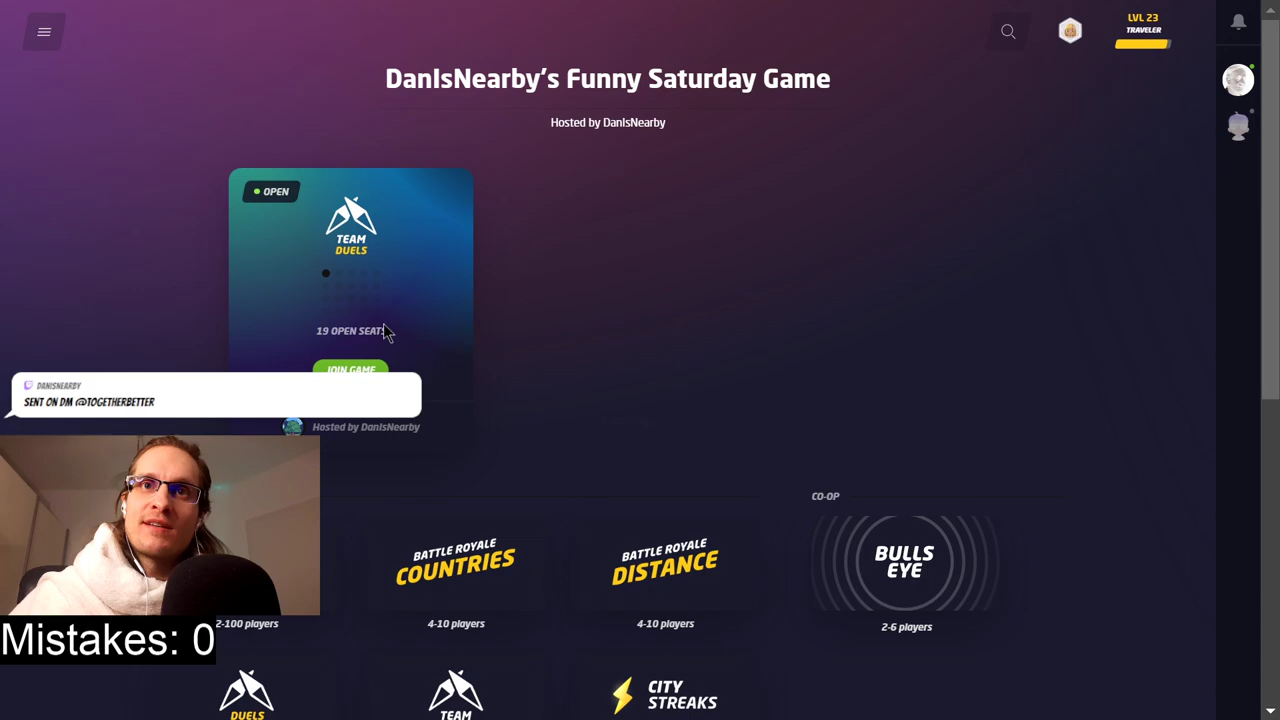 LVL 23
TRAVELER
DanIsNearby's Funny Saturday Game
Hosted by DanIsNearby
OPEN
TEAM
DUELS
19 OPEN SEATS
JOIN GAME
DANISNEARBY
SENT ON DM @TOGETHERBETTER
Hosted by DanIsNearby
CO-OP
BATTLE ROYALE
COUNTRIES
BATTLE ROYALE
DISTANCE
BULLS
EYE
2-100 players
4-10 players
4-10 players
2-6 players
Mistakes: 0
DUELS
TEAM
CITY
STREAKS